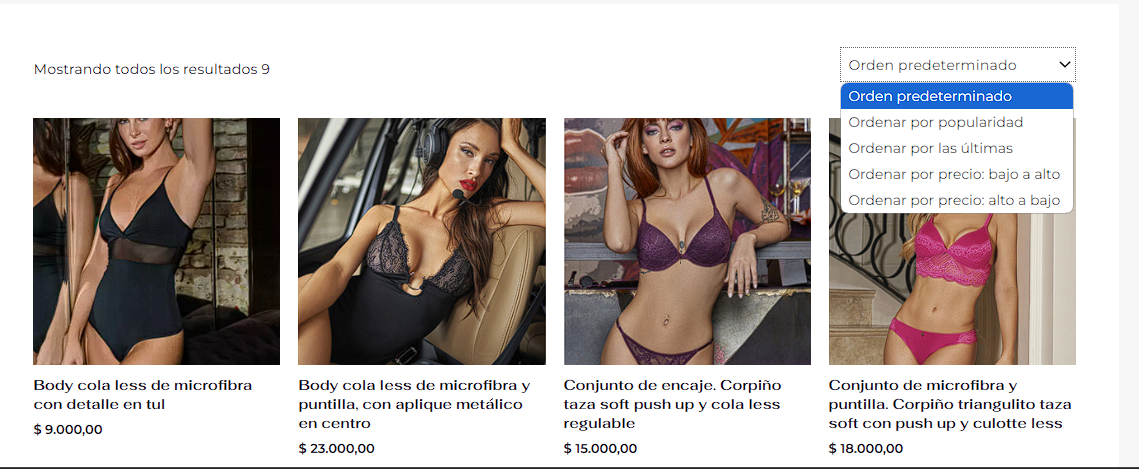 Mostrando todos los resultados 9
Orden predeterminado
Orden predeterminado
Ordenar por popularidad
Ordenar por las últimas
Ordenar por precio: bajo a alto
Ordenar por precio: alto a bajo
Body cola less de microfibra
con detalle en tul
$ 9.000,00
Body cola less de microfibra y
puntilla, con aplique metálico
en centro
$ 23.000,00
Conjunto de encaje. Corpiño
taza soft push up y cola less
regulable
$ 15.000,00
Conjunto de microfibra y
puntilla. Corpiño triangulito taza
soft con push up y culotte less
$ 18.000,00